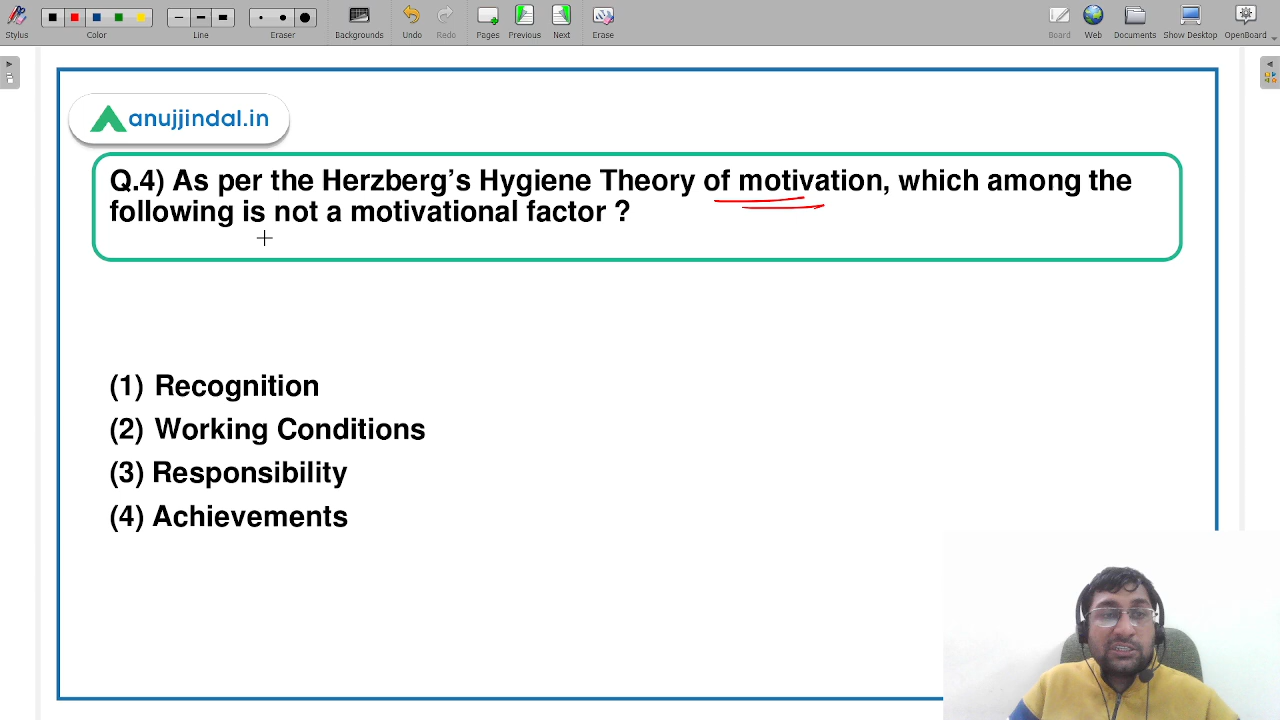 Stylus
Color
Line
Eraser
Backgrounds
Undo
Redo
Pages
Previous
Next
Erase
Board
Web
Documents
Show Desktop
OpenBoard
anujjindal.in
Q.4) As per the Herzberg's Hygiene Theory of motivation, which among the
following is not a motivational factor ?
(1) Recognition
(2) Working Conditions
(3) Responsibility
(4) Achievements